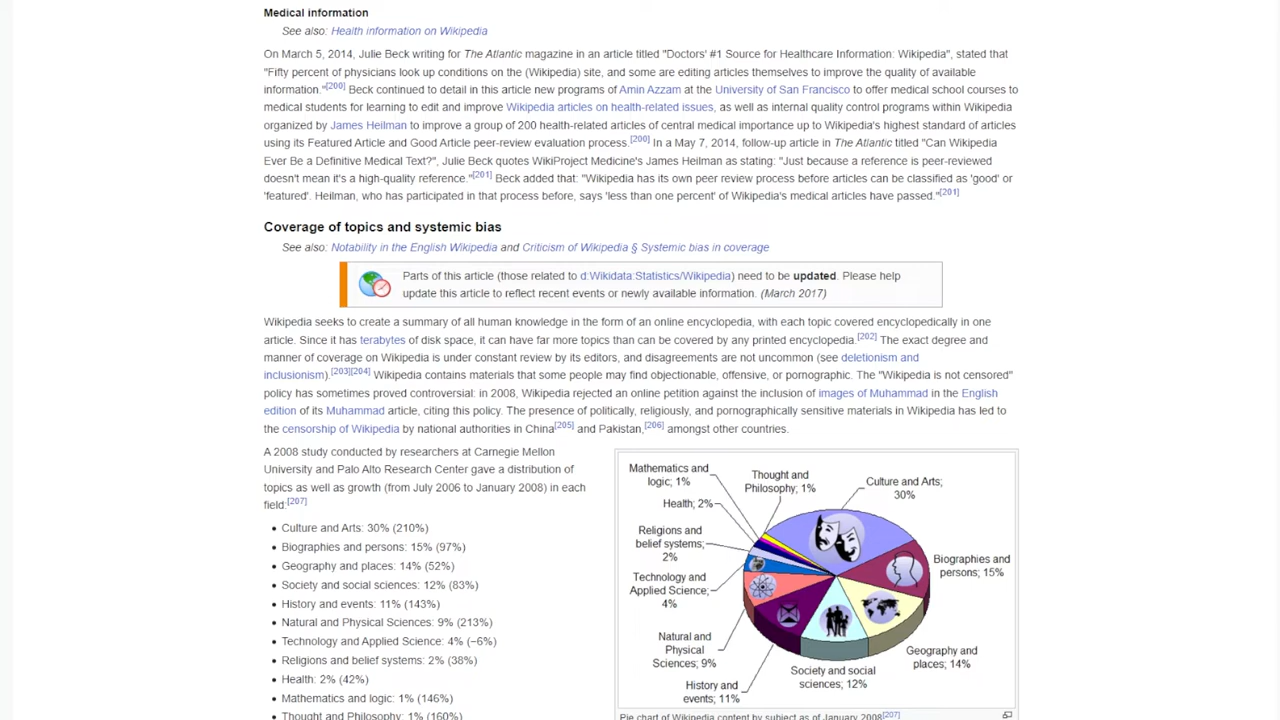 Medical information
See also: Health information on Wikipedia
On March 5, 2014, Julie Beck writing for The Atlantic magazine in an article titled "Doctors' #1 Source for Healthcare Information: Wikipedia", stated that
"Fifty percent of physicians look up conditions on the (Wikipedia) site, and some are editing articles themselves to improve the quality of available
information."[200] Beck continued to detail in this article new programs of Amin Azzam at the University of San Francisco to offer medical school courses to
medical students for learning to edit and improve Wikipedia articles on health-related issues, as well as internal quality control programs within Wikipedia
organized by James Heilman to improve a group of 200 health-related articles of central medical importance up to Wikipedia's highest standard of articles
using its Featured Article and Good Article peer-review evaluation process.[200] In a May 7, 2014, follow-up article in The Atlantic titled "Can Wikipedia
Ever Be a Definitive Medical Text?", Julie Beck quotes WikiProject Medicine's James Heilman as stating: "Just because a reference is peer-reviewed
doesn't mean it's a high-quality reference."[201] Beck added that: "Wikipedia has its own peer review process before articles can be classified as 'good' or
'featured'. Heilman, who has participated in that process before, says 'less than one percent' of Wikipedia's medical articles have passed."[201]
Coverage of topics and systemic bias
See also: Notability in the English Wikipedia and Criticism of Wikipedia § Systemic bias in coverage
Parts of this article (those related to d:Wikidata:Statistics/Wikipedia) need to be updated. Please help
update this article to reflect recent events or newly available information. (March 2017)
Wikipedia seeks to create a summary of all human knowledge in the form of an online encyclopedia, with each topic covered encyclopedically in one
article. Since it has terabytes of disk space, it can have far more topics than can be covered by any printed encyclopedia.[202] The exact degree and
manner of coverage on Wikipedia is under constant review by its editors, and disagreements are not uncommon (see deletionism and
inclusionism).[203][204] Wikipedia contains materials that some people may find objectionable, offensive, or pornographic. The "Wikipedia is not censored"
policy has sometimes proved controversial: in 2008, Wikipedia rejected an online petition against the inclusion of images of Muhammad in the English
edition of its Muhammad article, citing this policy. The presence of politically, religiously, and pornographically sensitive materials in Wikipedia has led to
the censorship of Wikipedia by national authorities in China[205] and Pakistan,[206] amongst other countries.
A 2008 study conducted by researchers at Carnegie Mellon
University and Palo Alto Research Center gave a distribution of
topics as well as growth (from July 2006 to January 2008) in each
field:[207]
• Culture and Arts: 30% (210%)
• Biographies and persons: 15% (97%)
• Geography and places: 14% (52%)
• Society and social sciences: 12% (83%)
• History and events: 11% (143%)
• Natural and Physical Sciences: 9% (213%)
• Technology and Applied Science: 4% (−6%)
• Religions and belief systems: 2% (38%)
• Health: 2% (42%)
• Mathematics and logic: 1% (146%)
• Thought and Philosophy: 1% (160%)
Mathematics and
logic; 1%
Thought and
Philosophy; 1%
Culture and Arts;
30%
Health; 2%
Religions and
belief systems;
2%
Biographies and
persons; 15%
Technology and
Applied Science;
4%
Natural and
Physical
Sciences; 9%
Geography and
places; 14%
Society and social
sciences; 12%
History and
events; 11%
Pie chart of Wikipedia content by subject as of January 2008[207]